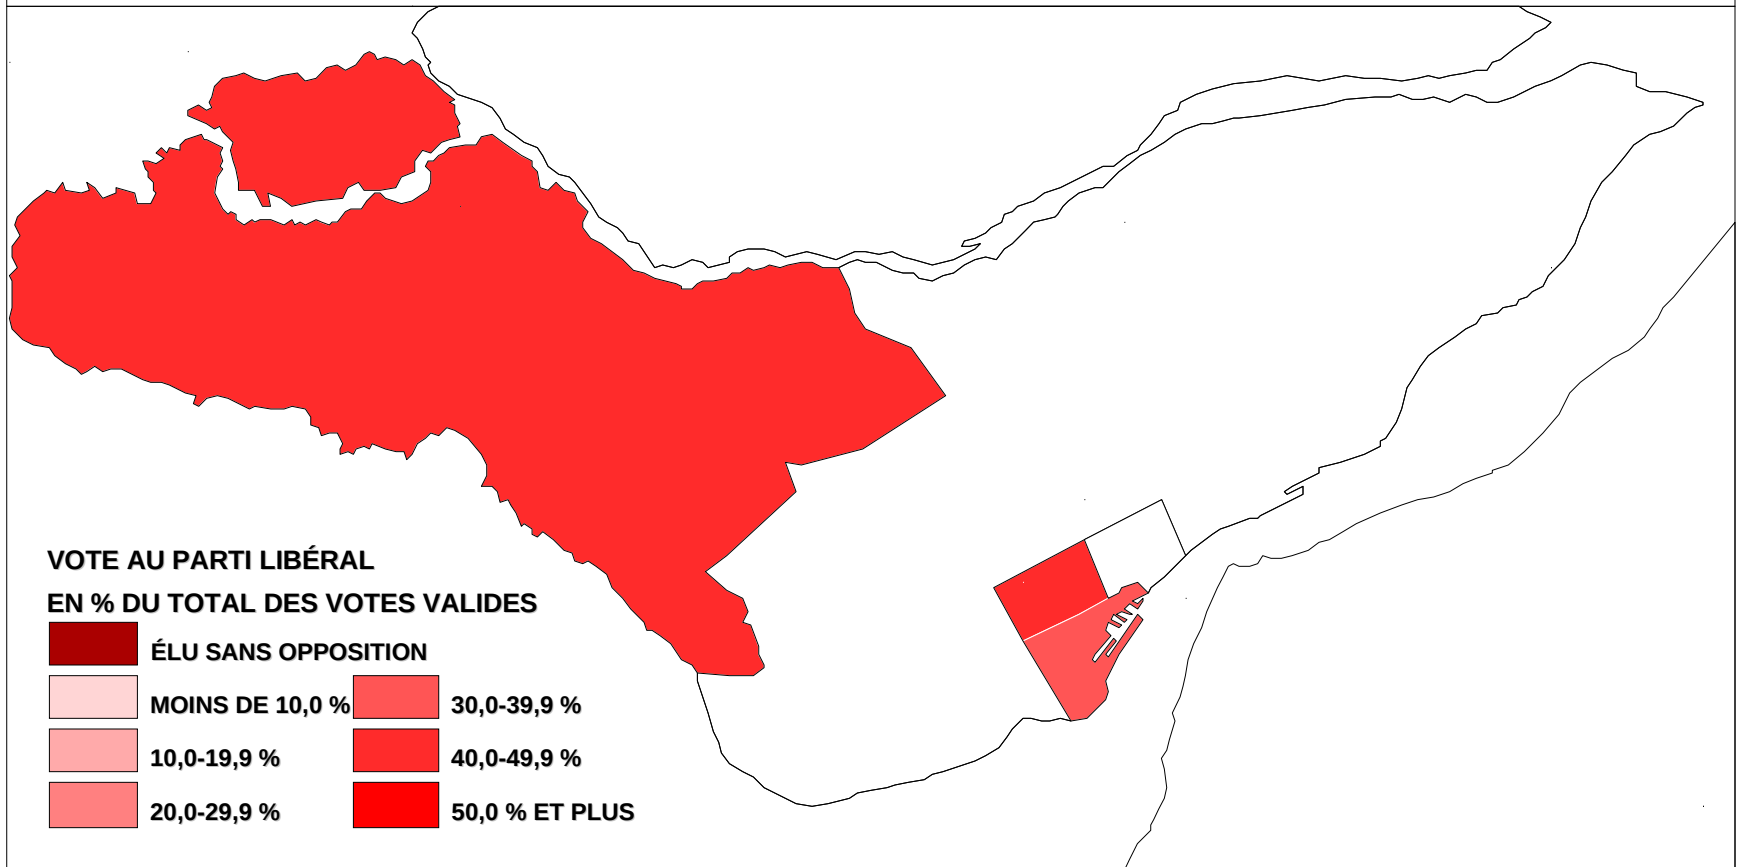 VOTE AU PARTI LIBÉRAL
EN % DU TOTAL DES VOTES VALIDES
ÉLU SANS OPPOSITION
MOINS DE 10,0 %
10,0-19,9 %
20,0-29,9 %
30,0-39,9 %
40,0-49,9 %
50,0 % ET PLUS